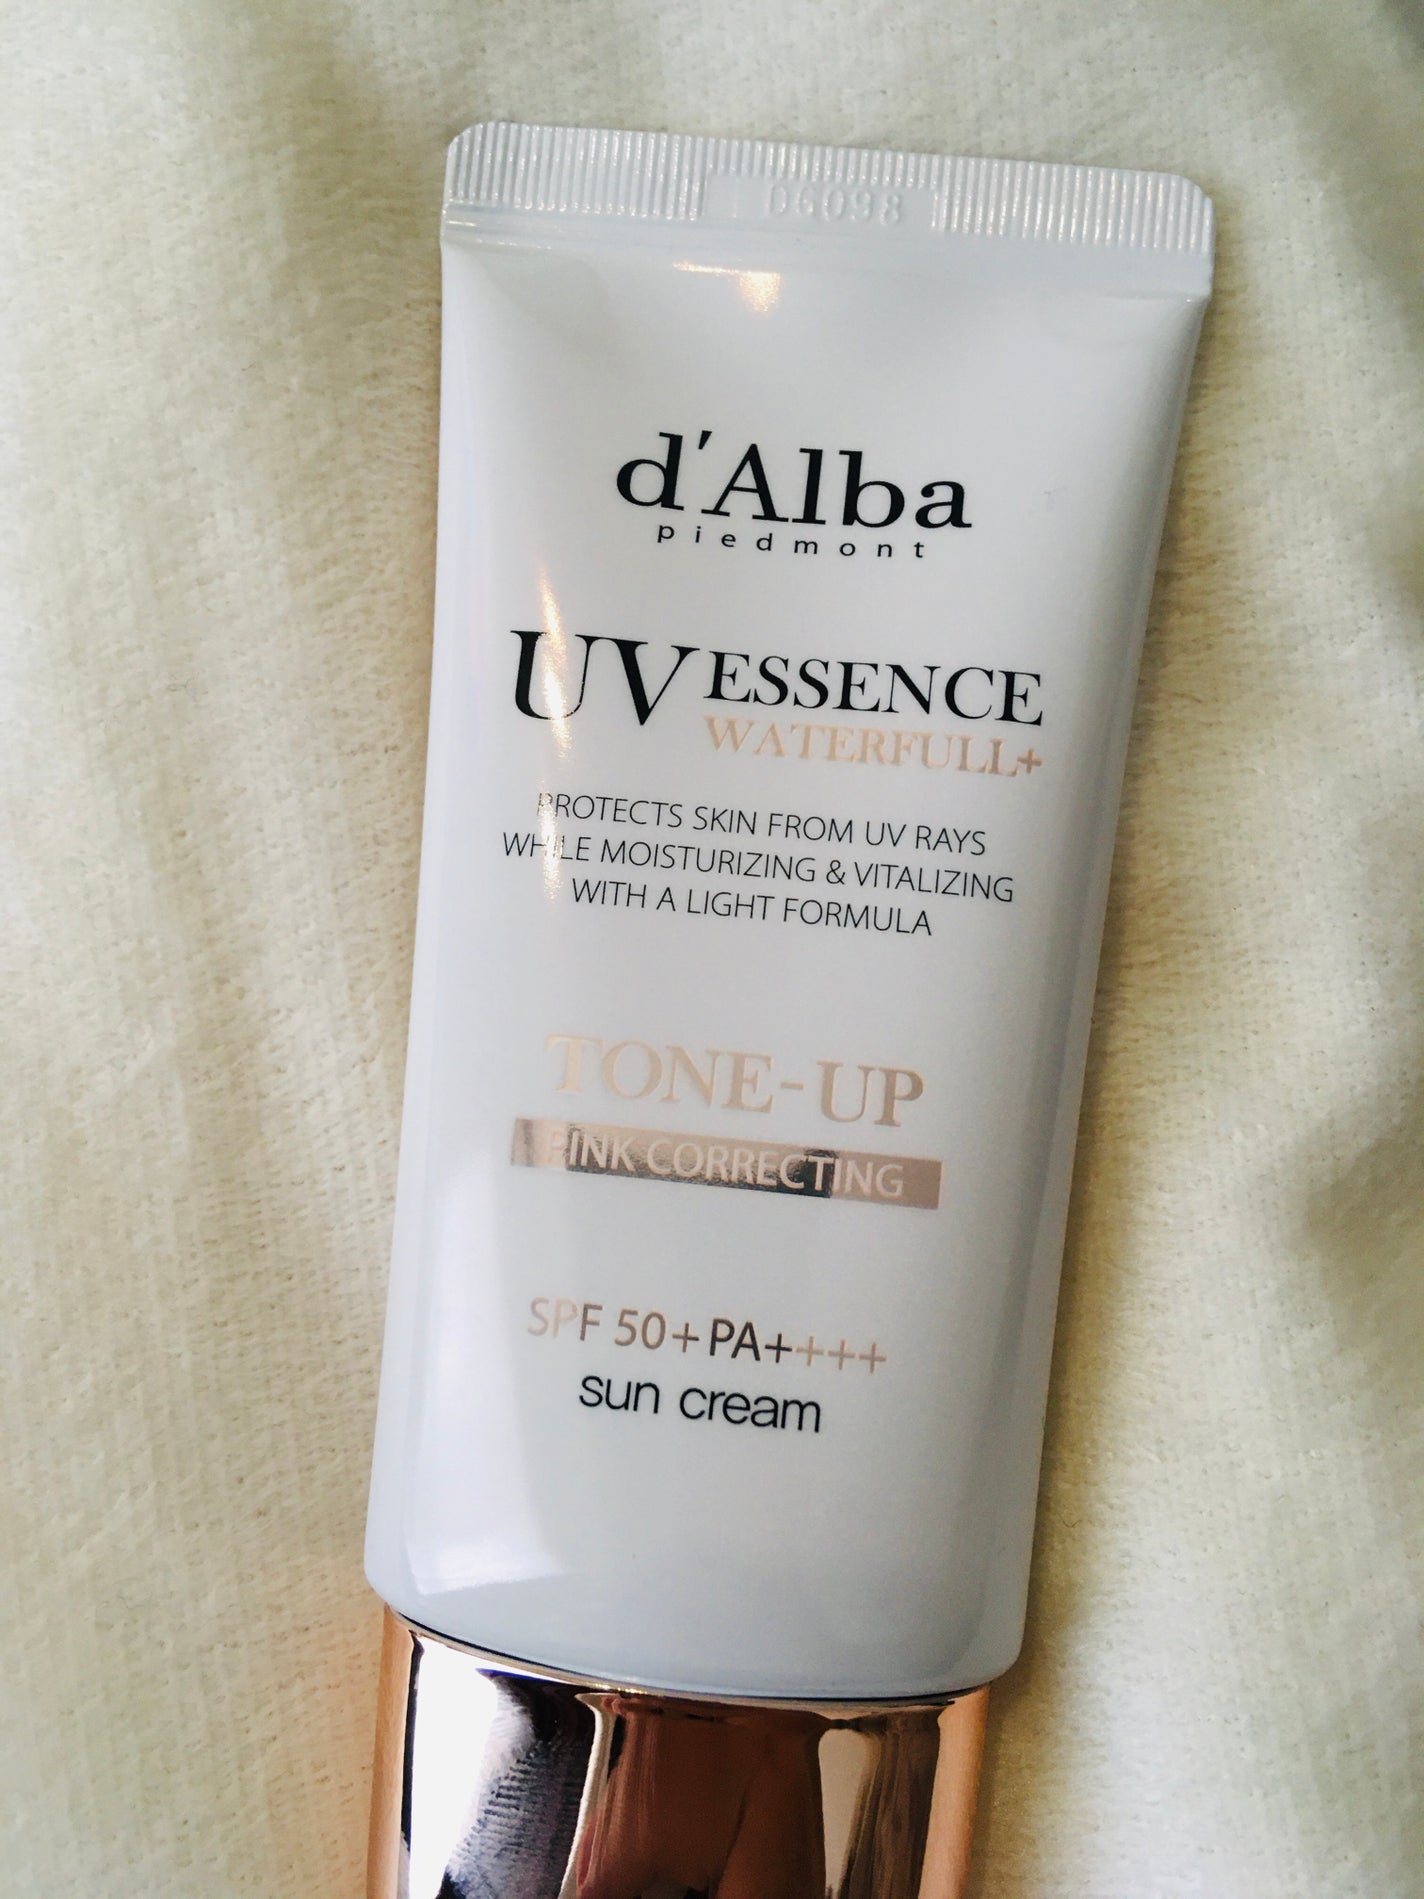 06098
d'Alba
piedmont
UV ESSENCE
WATERFULL+
PROTECTS SKIN FROM UV RAYS
WHILE MOISTURIZING & VITALIZING
WITH A LIGHT FORMULA
TONE-UP
PINK CORRECTING
SPF 50+ PA++++
sun cream